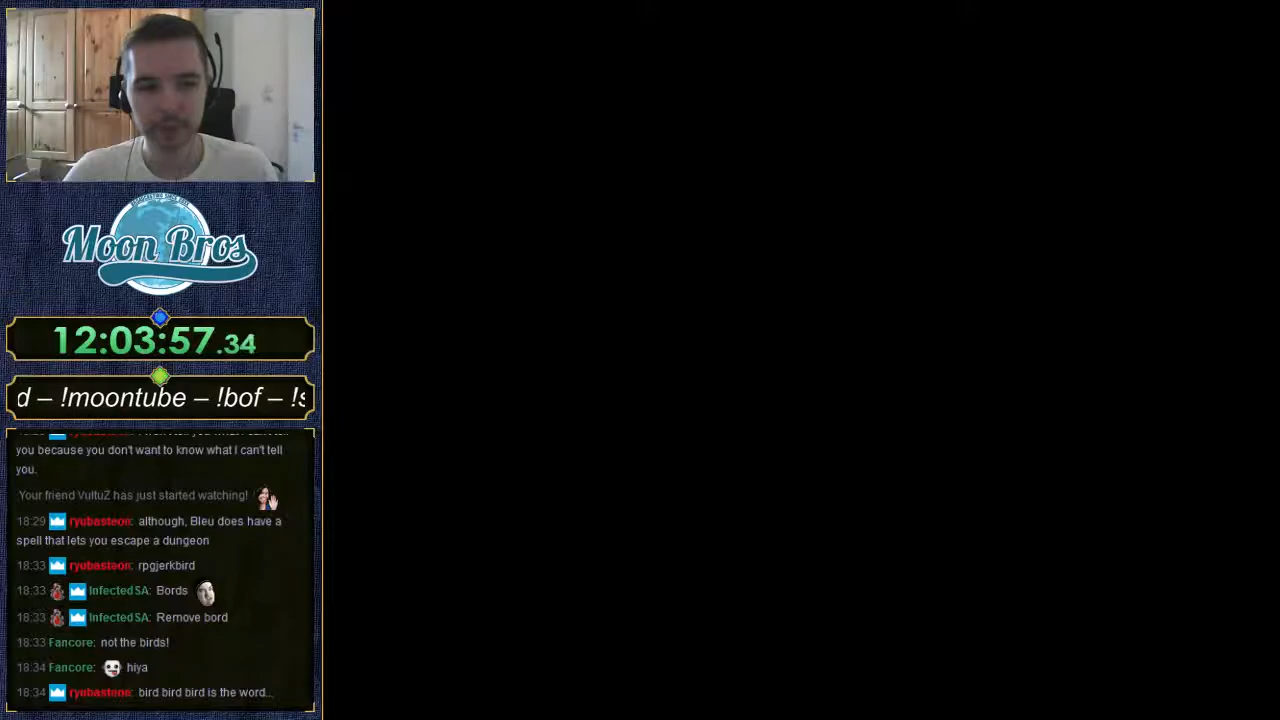 Moon Bros
12:03:57.34
d – !moontube – !bof – !s
you because you don't want to know what I can't tell
you.
Your friend VultuZ has just started watching!
18:29 ryubasteon: although, Bleu does have a
spell that lets you escape a dungeon
18:33 ryubasteon: rpgjerkbird
18:33 InfectedSA: Bords
18:33 InfectedSA: Remove bord
18:33 Fancore: not the birds!
18:34 Fancore: hiya
18:34 ryubasteon: bird bird bird is the word...